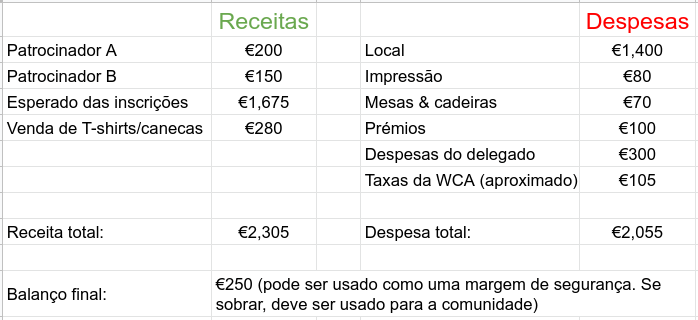 Receitas Despesas
Patrocinador A €200 Local €1,400
Patrocinador B €150 Impressão €80
Esperado das inscrições €1,675 Mesas & cadeiras €70
Venda de T-shirts/canecas €280 Prémios €100
Despesas do delegado €300
Taxas da WCA (aproximado) €105
Receita total: €2,305 Despesa total: €2,055
Balanço final: €250 (pode ser usado como uma margem de segurança. Se
sobrar, deve ser usado para a comunidade)